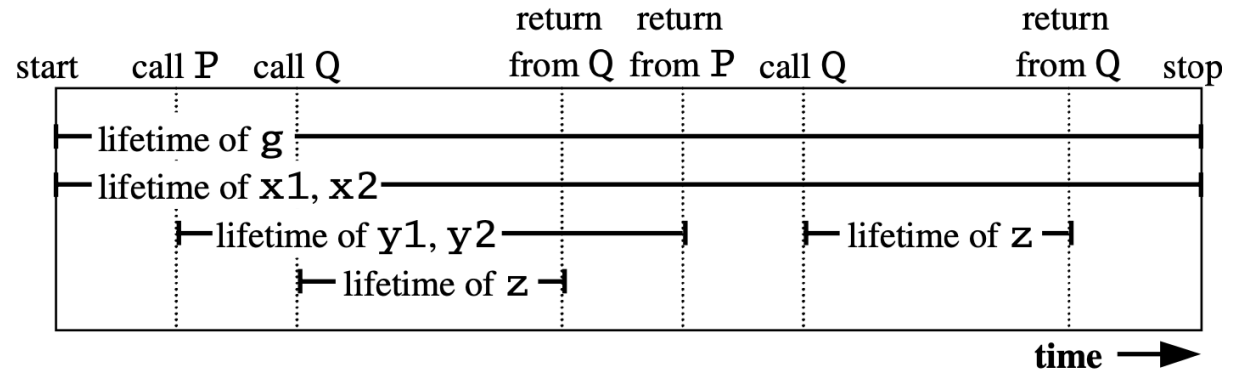 return return return
start call P call Q from Q from P call Q from Q stop
lifetime of g
lifetime of x1, x2
lifetime of y1, y2 lifetime of z
lifetime of z
time